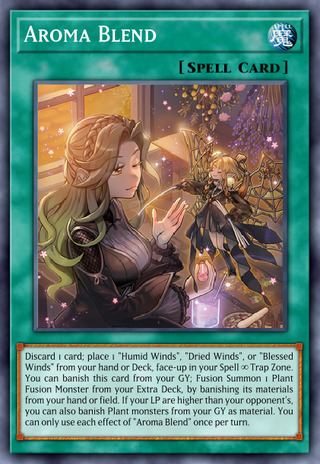 Aroma Blend
魔
[Spell Card]
Discard 1 card; place 1 "Humid Winds", "Dried Winds", or "Blessed
Winds" from your hand or Deck, face-up in your Spell ∞ Trap Zone.
You can banish this card from your GY; Fusion Summon 1 Plant
Fusion Monster from your Extra Deck, by banishing its materials
from your hand or field. If your LP are higher than your opponent's,
you can also banish Plant monsters from your GY as material. You
can only use each effect of "Aroma Blend" once per turn.